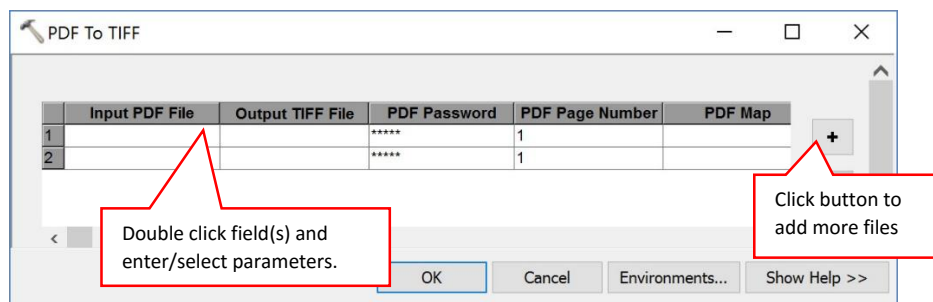 PDF To TIFF
Input PDF File Output TIFF File PDF Password PDF Page Number PDF Map
1 ***** 1
+
2 ***** 1
Click button to
add more files
Double click field(s) and
enter/select parameters.
OK Cancel Environments... Show Help >>